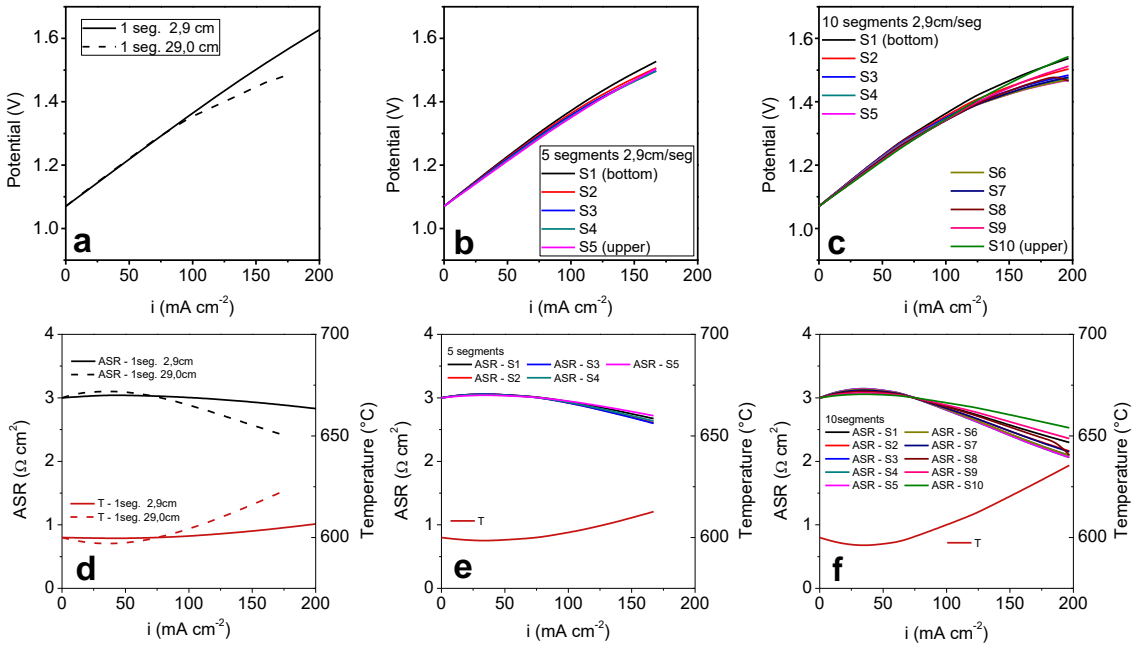 1 seg. 2,9 cm
1 seg. 29,0 cm
1.6
1.4
1.2
1.0
Potential (V)
a
0 50 100 150 200
i (mA cm-2)
1.6
1.4
1.2
1.0
Potential (V)
5 segments 2,9cm/seg
S1 (bottom)
S2
S3
S4
S5 (upper)
b
0 50 100 150 200
i (mA cm-2)
10 segments 2,9cm/seg
S1 (bottom)
S2
S3
S4
S5
1.6
1.4
1.2
1.0
Potential (V)
S6
S7
S8
S9
S10 (upper)
c
0 50 100 150 200
i (mA cm-2)
4
3
2
1
0
ASR (Ω cm2)
ASR - 1seg. 2,9cm
ASR - 1seg. 29,0cm
T - 1seg. 2,9cm
T - 1seg. 29,0cm
700
650
600
Temperature (°C)
d
0 50 100 150 200
i (mA cm-2)
4
3
2
1
0
ASR (Ω cm2)
5 segments
ASR - S1 ASR - S3 ASR - S5
ASR - S2 ASR - S4
T
700
650
600
Temperature (°C)
e
0 50 100 150 200
i (mA cm-2)
4
3
2
1
0
ASR (Ω cm2)
10segments
ASR - S1 ASR - S6
ASR - S2 ASR - S7
ASR - S3 ASR - S8
ASR - S4 ASR - S9
ASR - S5 ASR - S10
T
700
650
600
Temperature (°C)
f
0 50 100 150 200
i (mA cm-2)